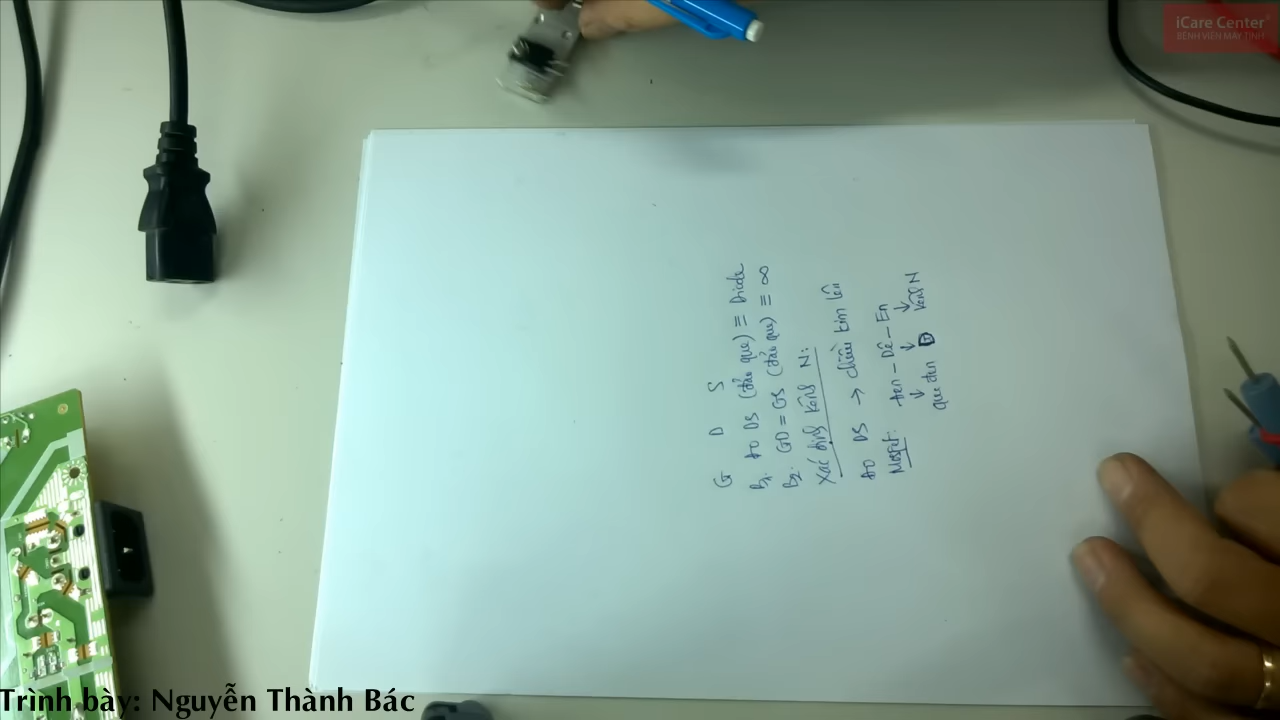 iCare Center
BỆNH VIỆN MÁY TÍNH
G D S
B1. đo DS (đảo que) ≡ Diode
B2. GD = GS (đảo que) ≡ ∞
Xác định kênh N:
đo DS → chiều kim lên
Mosfet: đen - Dê - En
↓ ↓ ↓
que đen D kênh N
Trình bày: Nguyễn Thành Bác